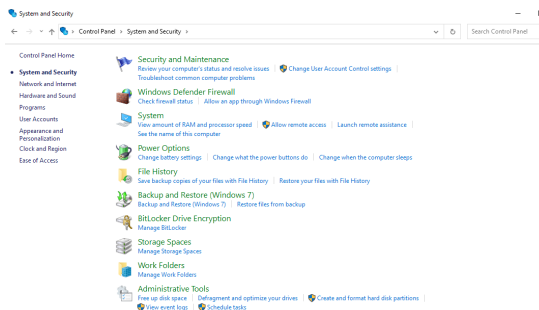 System and Security
Control Panel › System and Security ›
Search Control Panel
Control Panel Home
System and Security
Network and Internet
Hardware and Sound
Programs
User Accounts
Appearance and
Personalization
Clock and Region
Ease of Access
Security and Maintenance
Review your computer's status and resolve issues | Change User Account Control settings |
Troubleshoot common computer problems
Windows Defender Firewall
Check firewall status | Allow an app through Windows Firewall
System
View amount of RAM and processor speed | Allow remote access | Launch remote assistance |
See the name of this computer
Power Options
Change battery settings | Change what the power buttons do | Change when the computer sleeps
File History
Save backup copies of your files with File History | Restore your files with File History
Backup and Restore (Windows 7)
Backup and Restore (Windows 7) | Restore files from backup
BitLocker Drive Encryption
Manage BitLocker
Storage Spaces
Manage Storage Spaces
Work Folders
Manage Work Folders
Administrative Tools
Free up disk space | Defragment and optimize your drives | Create and format hard disk partitions |
View event logs | Schedule tasks